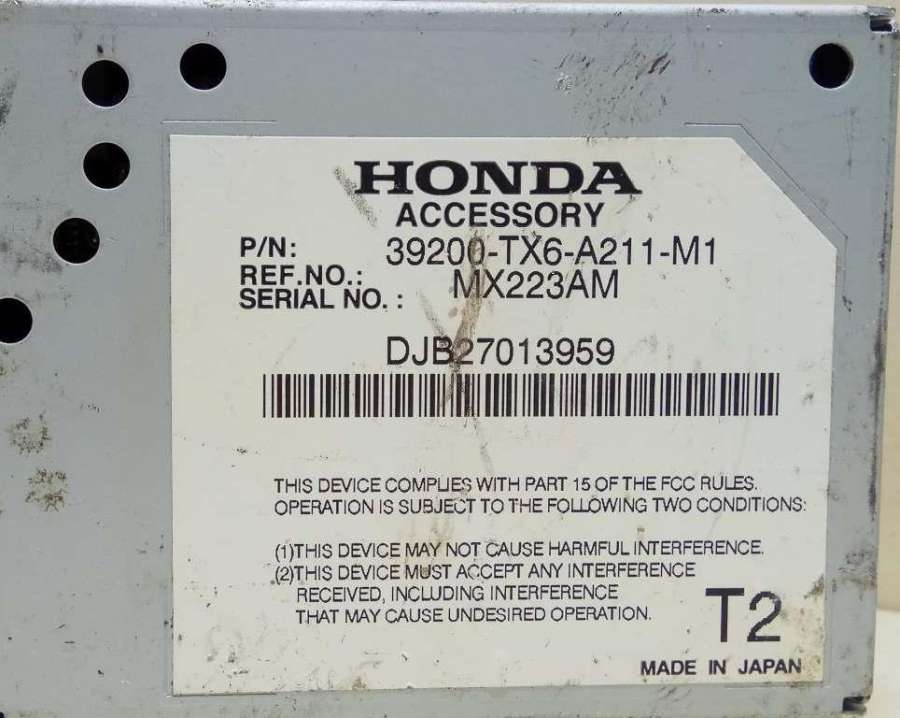 HONDA
ACCESSORY
P/N: 39200-TX6-A211-M1
REF.NO.: MX223AM
SERIAL NO. :
DJB27013959
THIS DEVICE COMPLIES WITH PART 15 OF THE FCC RULES.
OPERATION IS SUBJECT TO THE FOLLOWING TWO CONDITIONS:
(1)THIS DEVICE MAY NOT CAUSE HARMFUL INTERFERENCE.
(2)THIS DEVICE MUST ACCEPT ANY INTERFERENCE
RECEIVED, INCLUDING INTERFERENCE
THAT MAY CAUSE UNDESIRED OPERATION.
T2
MADE IN JAPAN